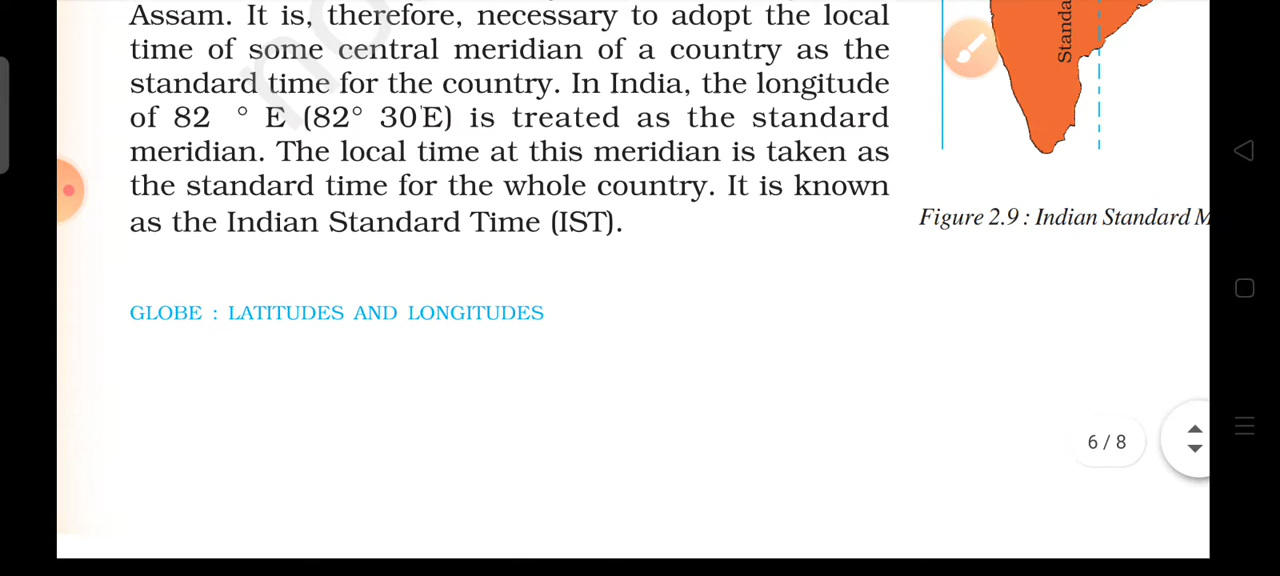 Assam. It is, therefore, necessary to adopt the local
time of some central meridian of a country as the
standard time for the country. In India, the longitude
of 82 ° E (82° 30'E) is treated as the standard
meridian. The local time at this meridian is taken as
the standard time for the whole country. It is known
as the Indian Standard Time (IST).
Standa
Figure 2.9 : Indian Standard M
GLOBE : LATITUDES AND LONGITUDES
6 / 8